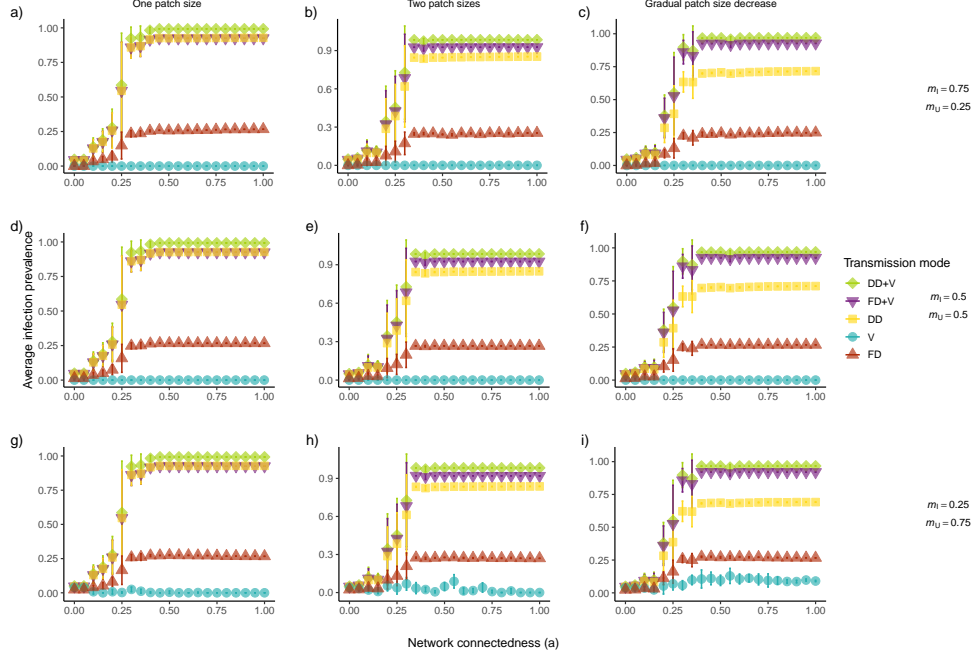 a) One patch size
b) Two patch sizes
c) Gradual patch size decrease
1.00
0.75
0.50
0.25
0.00
0.00 0.25 0.50 0.75 1.00
0.9
0.6
0.3
0.0
0.00 0.25 0.50 0.75 1.00
1.00
0.75
0.50
0.25
0.00
0.00 0.25 0.50 0.75 1.00
mI = 0.75
mU = 0.25
d)
e)
f)
Average infection prevalence
1.00
0.75
0.50
0.25
0.00
0.00 0.25 0.50 0.75 1.00
0.9
0.6
0.3
0.0
0.00 0.25 0.50 0.75 1.00
1.00
0.75
0.50
0.25
0.00
0.00 0.25 0.50 0.75 1.00
Transmission mode
DD+V
FD+V
DD
V
FD
mI = 0.5
mU = 0.5
g)
h)
i)
1.00
0.75
0.50
0.25
0.00
0.00 0.25 0.50 0.75 1.00
0.9
0.6
0.3
0.0
0.00 0.25 0.50 0.75 1.00
1.00
0.75
0.50
0.25
0.00
0.00 0.25 0.50 0.75 1.00
mI = 0.25
mU = 0.75
Network connectedness (a)